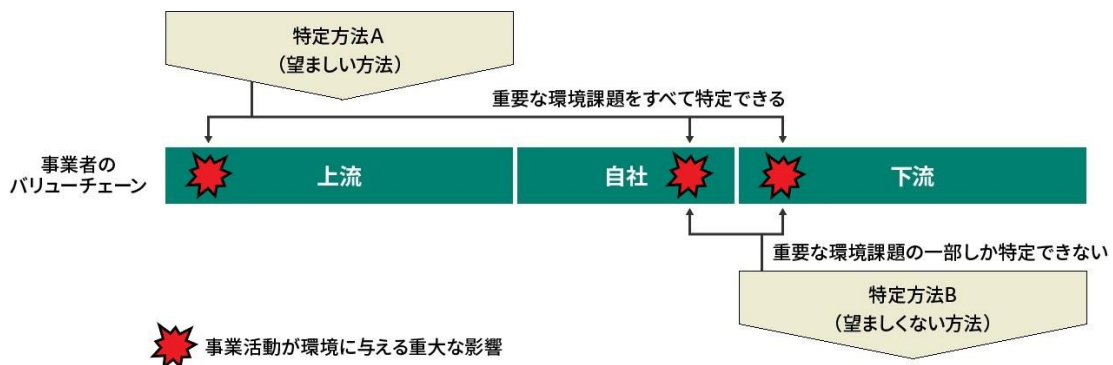 特定方法A
（望ましい方法）
重要な環境課題をすべて特定できる
事業者の
バリューチェーン
上流
自社
下流
重要な環境課題の一部しか特定できない
特定方法B
（望ましくない方法）
事業活動が環境に与える重大な影響